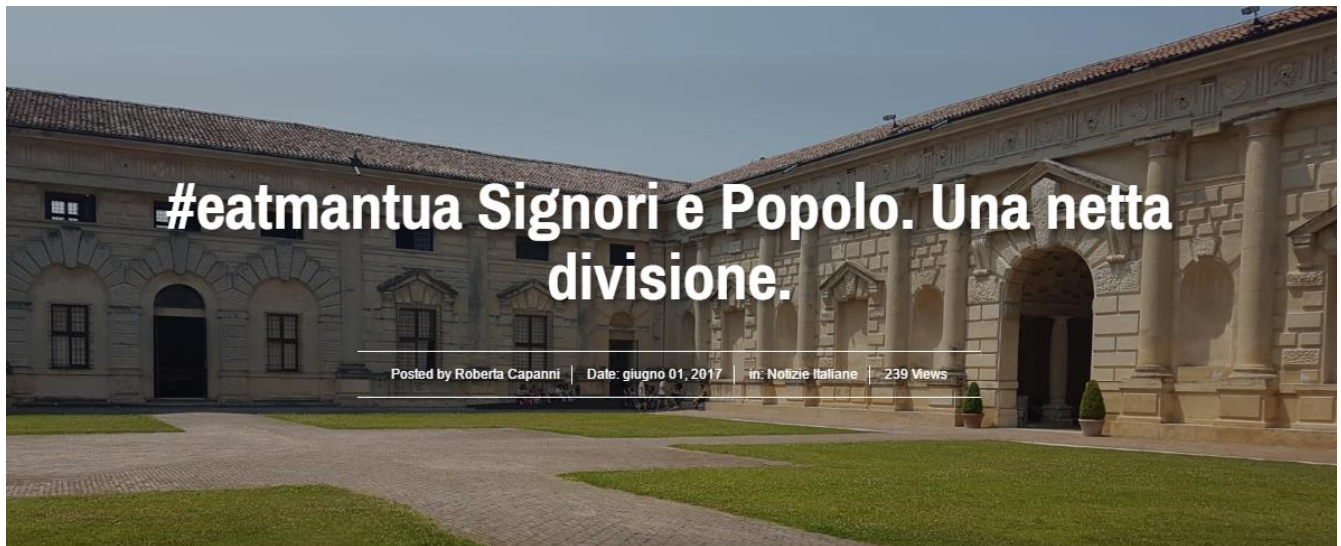 #eatmantua Signori e Popolo. Una netta
divisione.
Posted by Roberta Capanni | Date: giugno 01, 2017 | in: Notizie Italiane | 239 Views